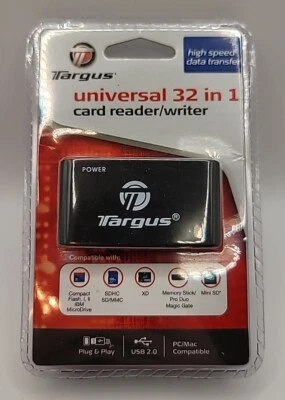 Targus
high speed
data transfer
universal 32 in 1
card reader/writer
POWER
Targus®
Compatible with:
Compact
Flash, I, II
IBM
MicroDrive
SDHC
SD/MMC
XD
Memory Stick/
Pro Duo
Magic Gate
Mini SD*
Plug & Play
USB 2.0
PC/Mac
Compatible